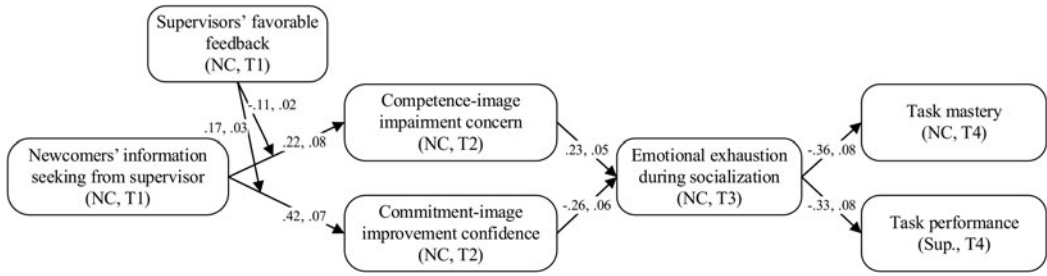 Supervisors' favorable
feedback
(NC, T1)
-.11, .02
.17, .03
.22, .08
Competence-image
impairment concern
(NC, T2)
Task mastery
(NC, T4)
Newcomers' information
seeking from supervisor
(NC, T1)
.23, .05
Emotional exhaustion
during socialization
(NC, T3)
-.36, .08
.42, .07
Commitment-image
improvement confidence
(NC, T2)
-.26, .06
-.33, .08
Task performance
(Sup., T4)